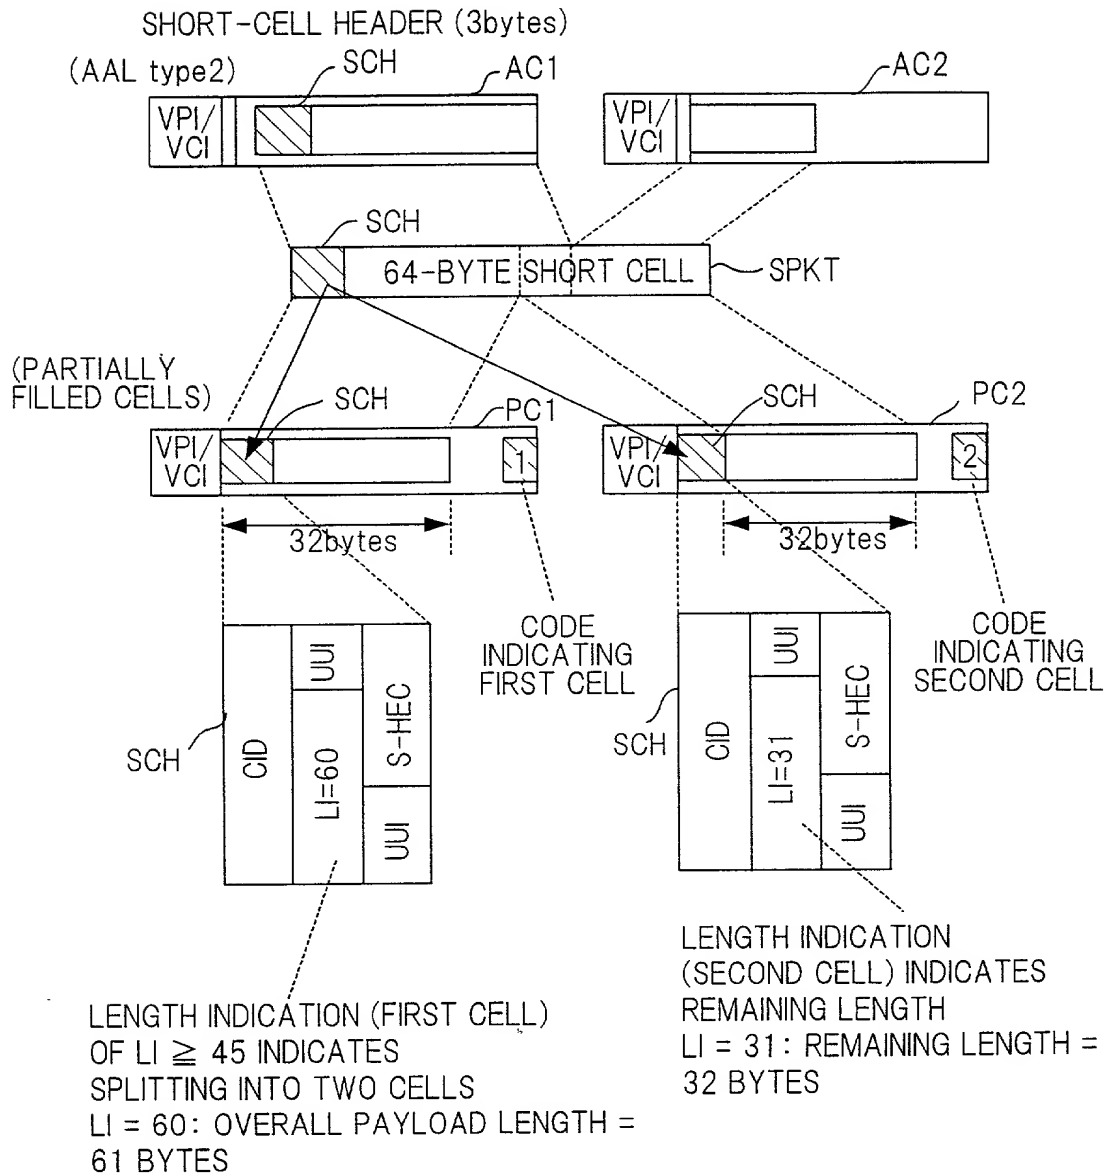 SHORT-CELL HEADER (3bytes)
(AAL type2)
SCH
AC1
AC2
VPI/
VCI
VPI/
VCI
SCH
64-BYTE SHORT CELL
SPKT
(PARTIALLY
FILLED CELLS)
SCH
PC1
SCH
PC2
VPI/
VCI
1
VPI/
VCI
2
32bytes
32bytes
CODE
INDICATING
FIRST CELL
CODE
INDICATING
SECOND CELL
SCH
CID
UUI
LI=60
S-HEC
UUI
SCH
CID
UUI
LI=31
S-HEC
UUI
LENGTH INDICATION (FIRST CELL)
OF LI ≧ 45 INDICATES
SPLITTING INTO TWO CELLS
LI = 60: OVERALL PAYLOAD LENGTH =
61 BYTES
LENGTH INDICATION
(SECOND CELL) INDICATES
REMAINING LENGTH
LI = 31: REMAINING LENGTH =
32 BYTES